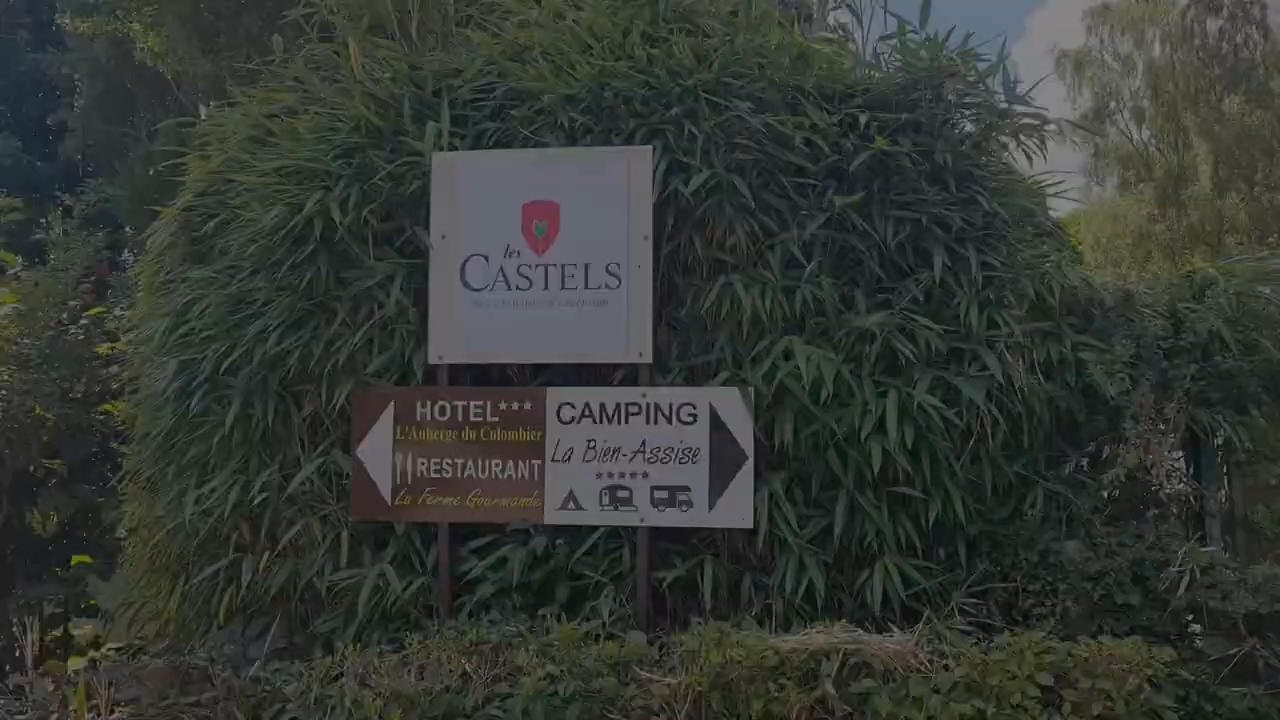 les
CASTELS
HOTEL***
L'Auberge du Colombier
RESTAURANT
La Ferme Gourmande
CAMPING
La Bien-Assise
*****